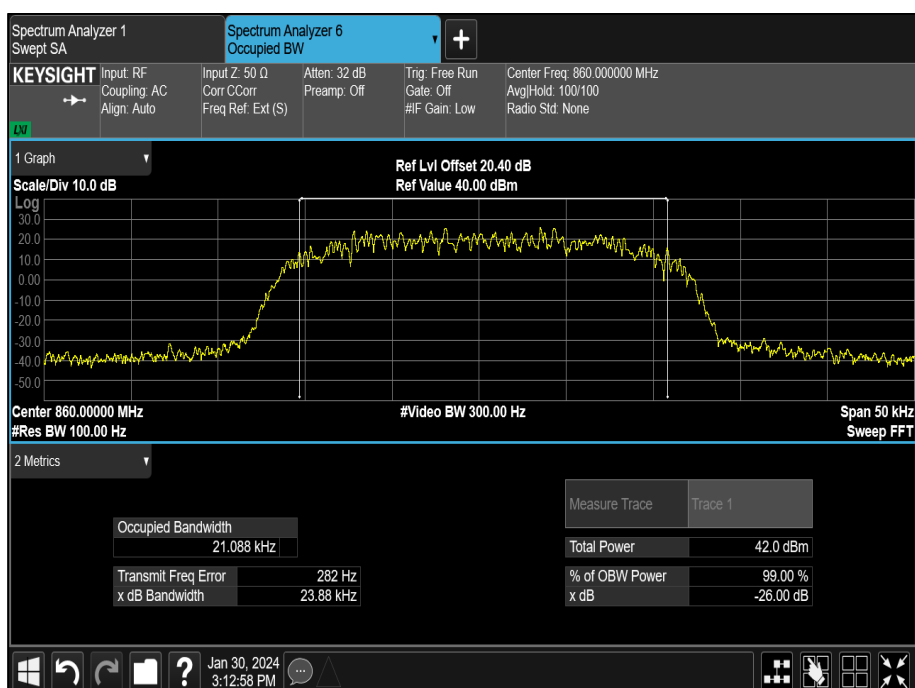 Spectrum Analyzer 1
Swept SA
Spectrum Analyzer 6
Occupied BW
+
KEYSIGHT
Input: RF
Coupling: AC
Align: Auto
Input Z: 50 Ω
Corr CCorr
Freq Ref: Ext (S)
Atten: 32 dB
Preamp: Off
Trig: Free Run
Gate: Off
#IF Gain: Low
Center Freq: 860.000000 MHz
Avg|Hold: 100/100
Radio Std: None
LXI
1 Graph
Ref Lvl Offset 20.40 dB
Scale/Div 10.0 dB
Ref Value 40.00 dBm
Log
30.0
20.0
10.0
0.00
-10.0
-20.0
-30.0
-40.0
-50.0
Center 860.00000 MHz
#Video BW 300.00 Hz
Span 50 kHz
#Res BW 100.00 Hz
Sweep FFT
2 Metrics
Measure Trace
Trace 1
Occupied Bandwidth
21.088 kHz
Total Power
42.0 dBm
Transmit Freq Error
282 Hz
% of OBW Power
99.00 %
x dB Bandwidth
23.88 kHz
x dB
-26.00 dB
?
Jan 30, 2024
3:12:58 PM